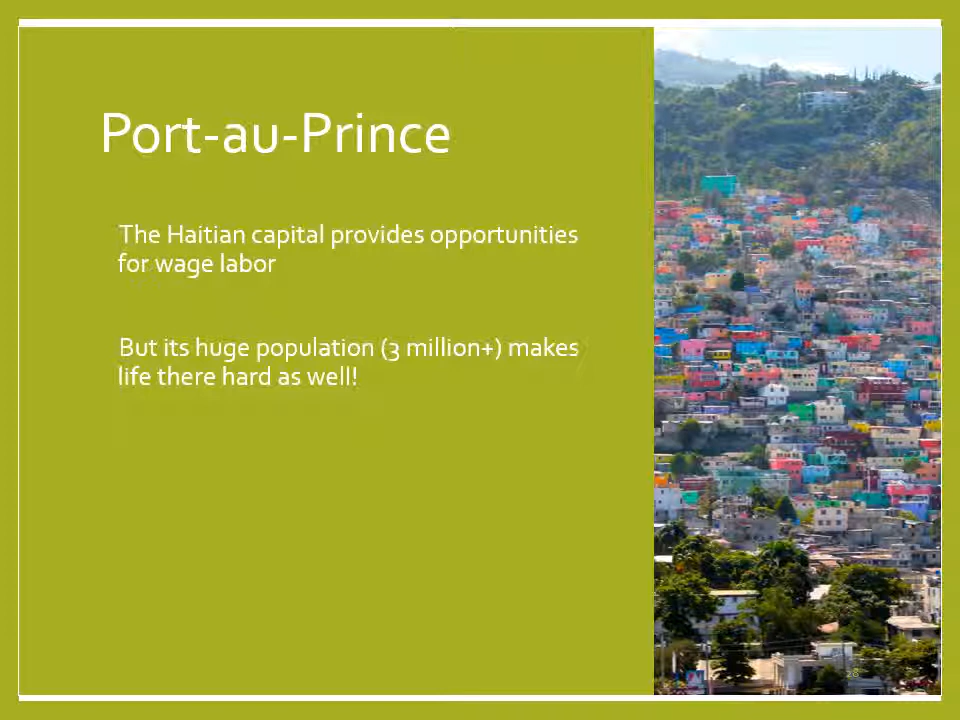 Port-au-Prince
The Haitian capital provides opportunities
for wage labor
But its huge population (3 million+) makes
life there hard as well!
28